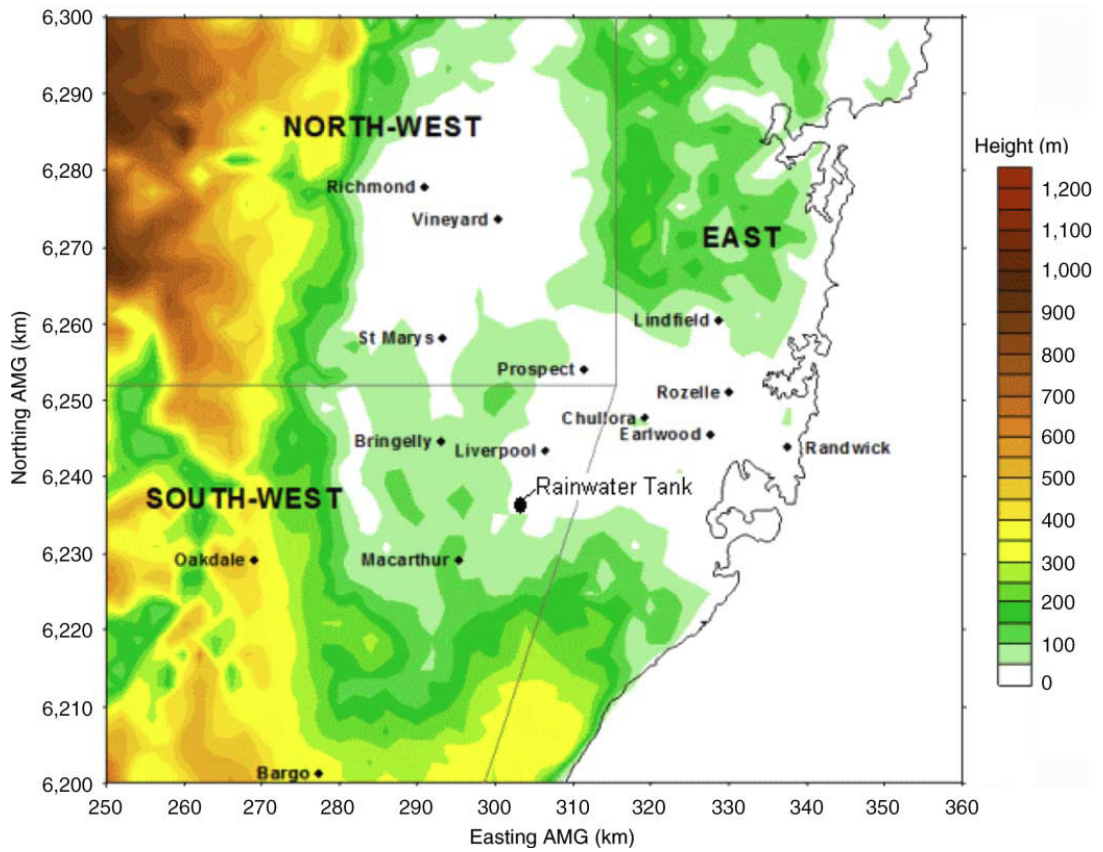 6,300
6,290
6,280
6,270
6,260
6,250
6,240
6,230
6,220
6,210
6,200
Northing AMG (km)
NORTH-WEST
Richmond
Vineyard
EAST
Lindfield
St Marys
Prospect
Rozelle
Chullora
Earlwood
Bringelly
Liverpool
Randwick
Rainwater Tank
SOUTH-WEST
Oakdale
Macarthur
Bargo
250
260
270
280
290
300
310
320
330
340
350
360
Easting AMG (km)
Height (m)
1,200
1,100
1,000
900
800
700
600
500
400
300
200
100
0